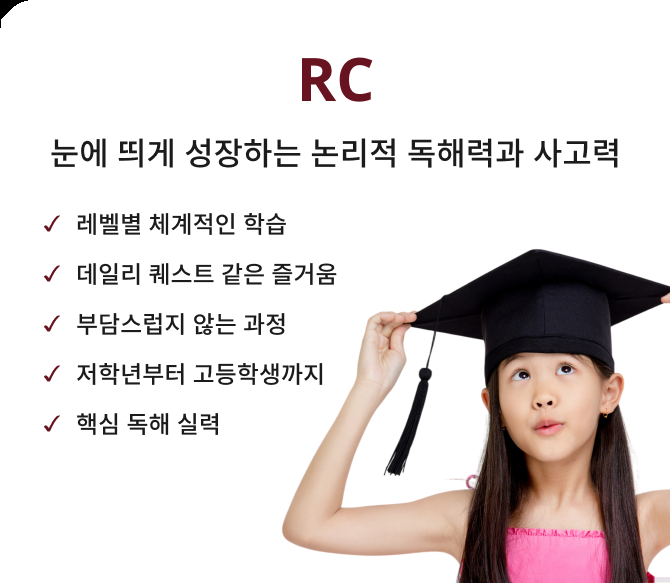 RC
눈에 띄게 성장하는 논리적 독해력과 사고력
✓ 레벨별 체계적인 학습
✓ 데일리 퀘스트 같은 즐거움
✓ 부담스럽지 않는 과정
✓ 저학년부터 고등학생까지
✓ 핵심 독해 실력